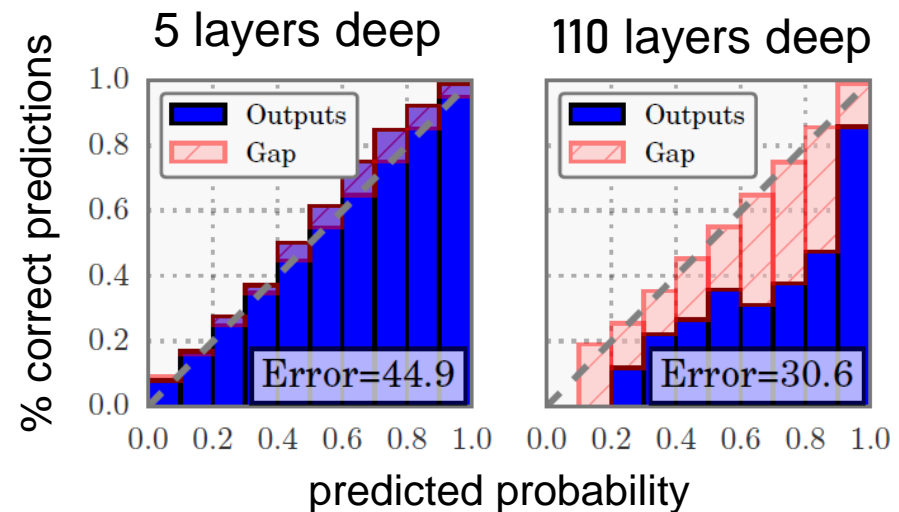 5 layers deep
110 layers deep
% correct predictions
1.0
0.8
0.6
0.4
0.2
0.0
Outputs
Gap
Error=44.9
0.0 0.2 0.4 0.6 0.8 1.0
Outputs
Gap
Error=30.6
0.0 0.2 0.4 0.6 0.8 1.0
predicted probability